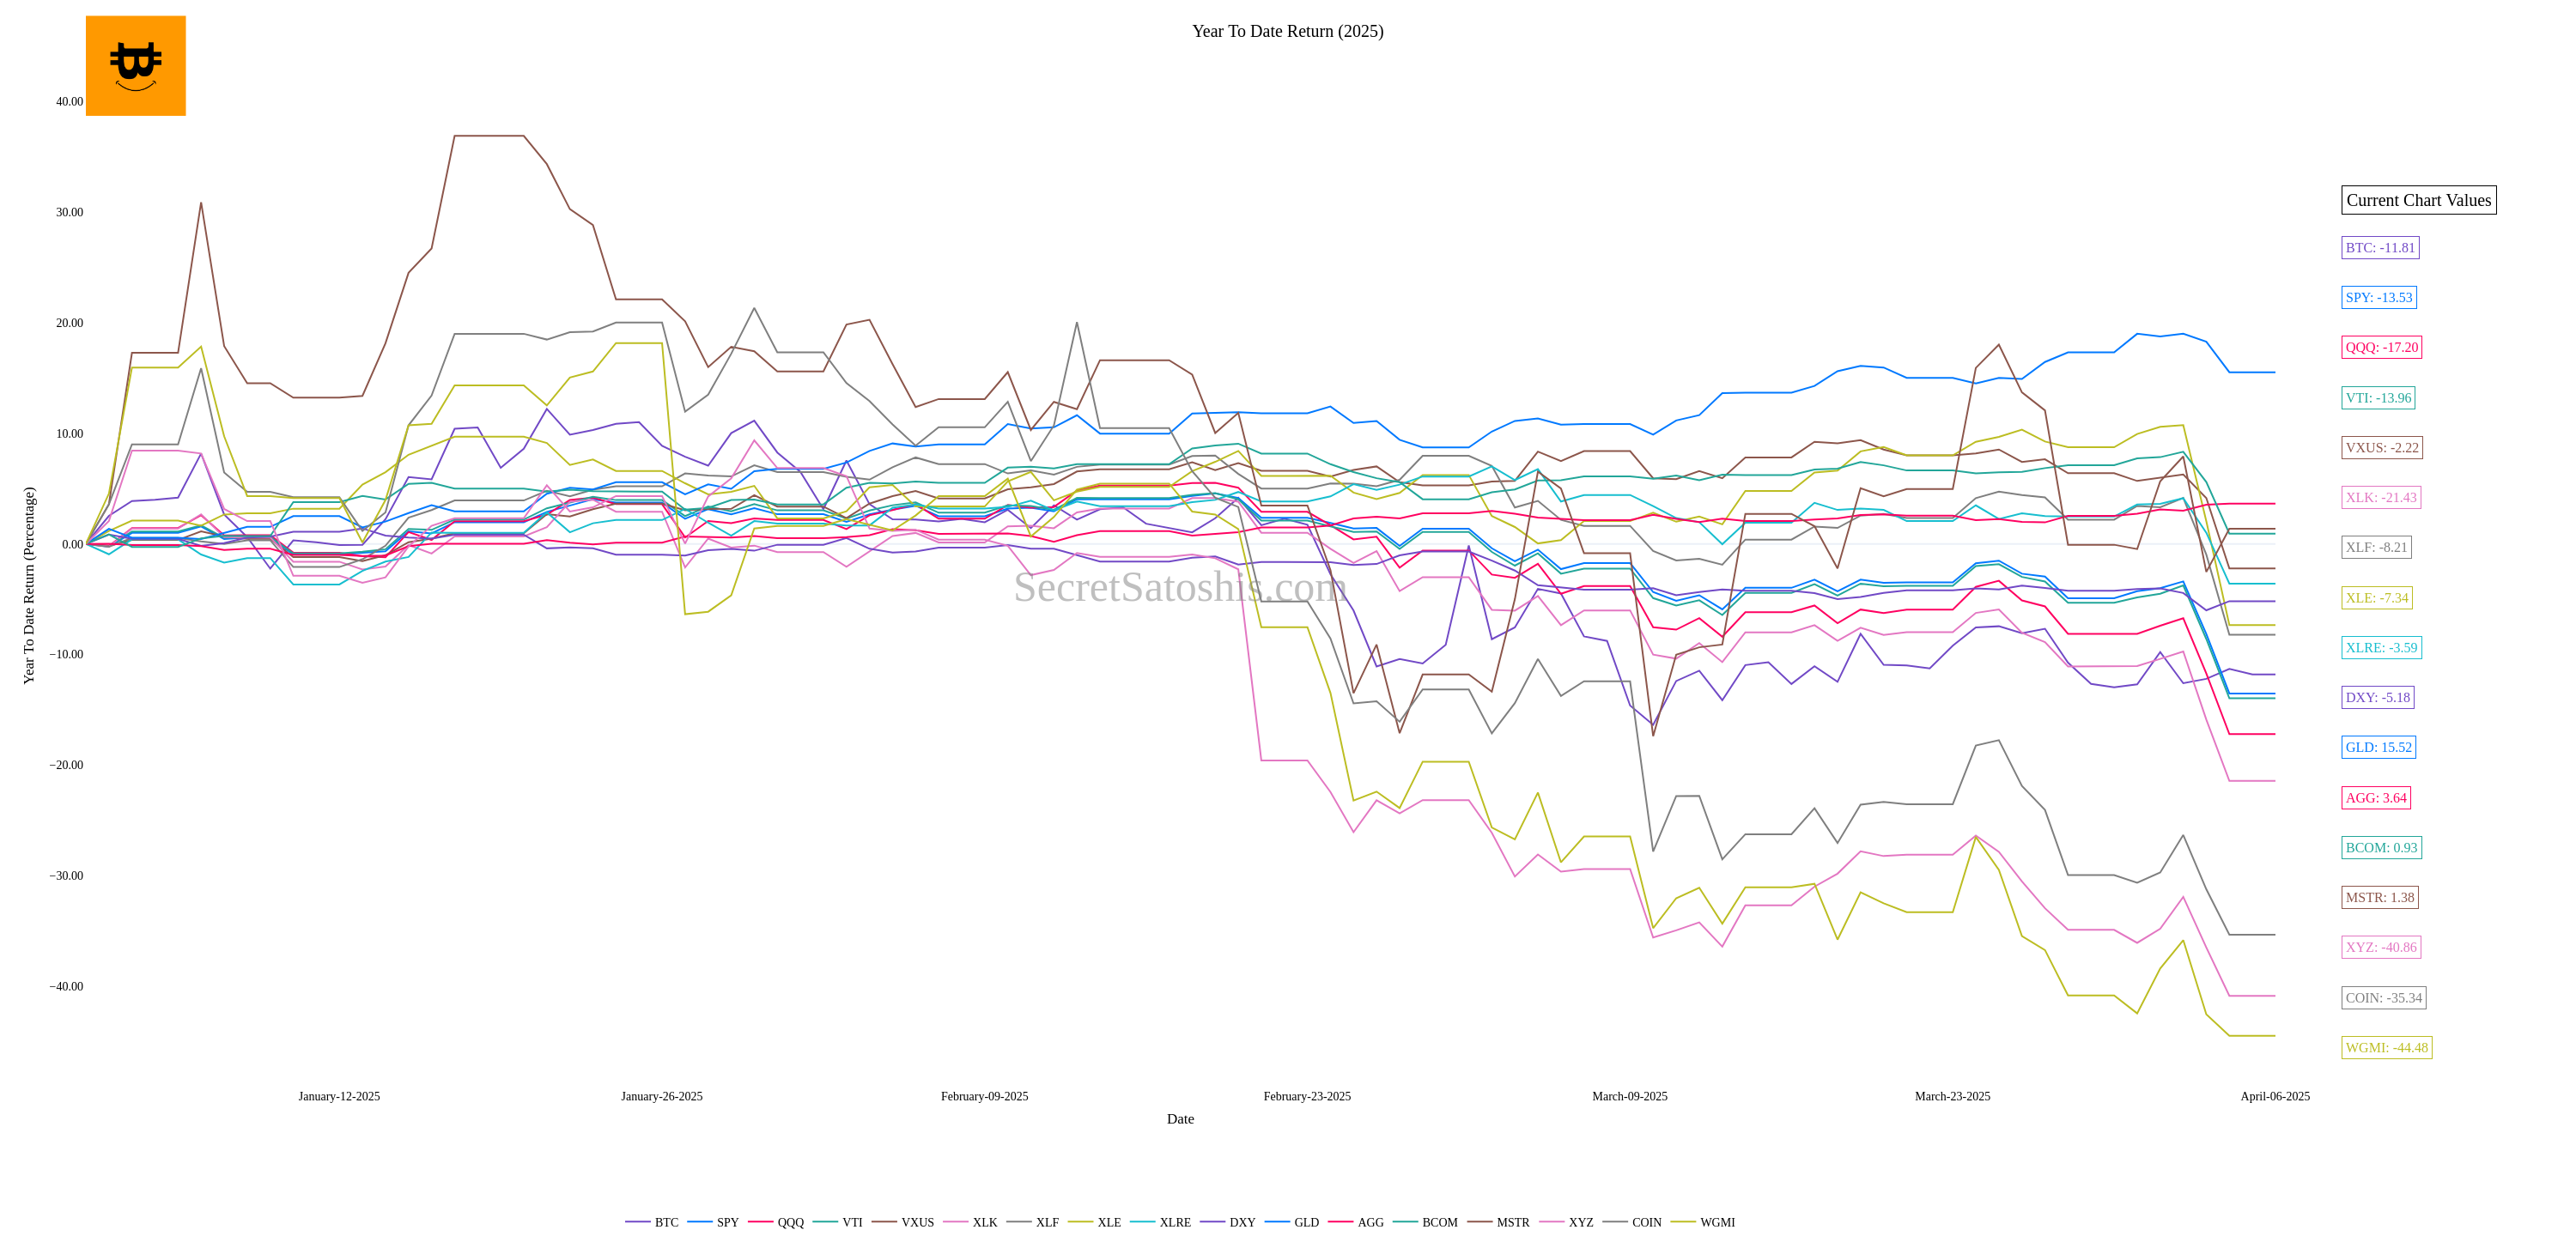 Year To Date Return (2025)
40.00
30.00
20.00
10.00
0.00
−10.00
−20.00
−30.00
−40.00
Year To Date Return (Percentage)
SecretSatoshis.com
Current Chart Values
BTC: -11.81
SPY: -13.53
QQQ: -17.20
VTI: -13.96
VXUS: -2.22
XLK: -21.43
XLF: -8.21
XLE: -7.34
XLRE: -3.59
DXY: -5.18
GLD: 15.52
AGG: 3.64
BCOM: 0.93
MSTR: 1.38
XYZ: -40.86
COIN: -35.34
WGMI: -44.48
January-12-2025 January-26-2025 February-09-2025 February-23-2025 March-09-2025 March-23-2025 April-06-2025
Date
BTC SPY QQQ VTI VXUS XLK XLF XLE XLRE DXY GLD AGG BCOM MSTR XYZ COIN WGMI